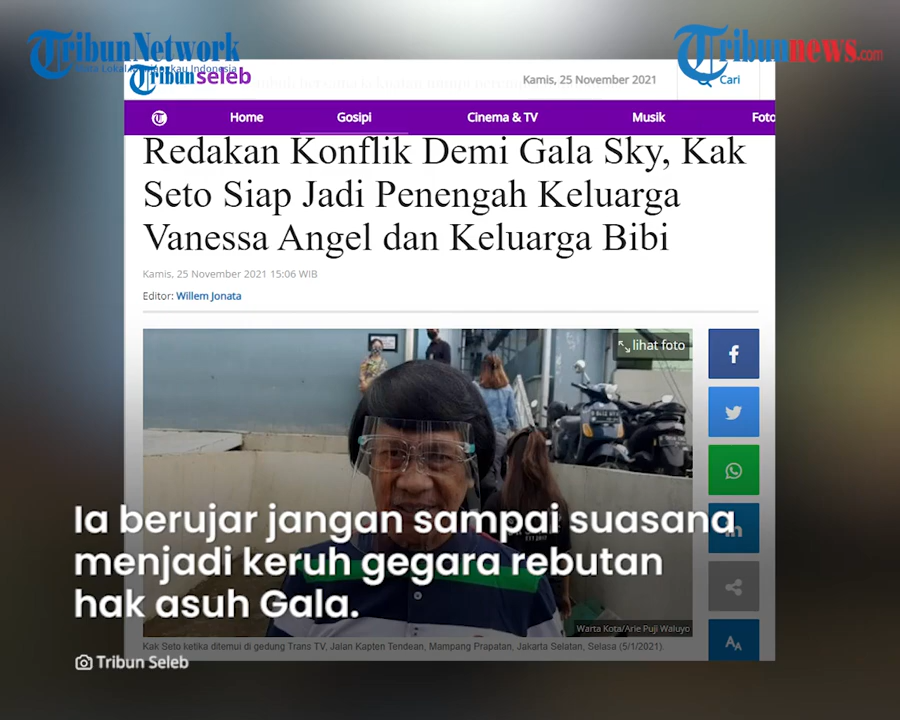 TribunNetwork
Tribunnews.com
Tribunseleb
Kamis, 25 November 2021
Cari
Home
Gosipi
Cinema & TV
Musik
Foto
Redakan Konflik Demi Gala Sky, Kak
Seto Siap Jadi Penengah Keluarga
Vanessa Angel dan Keluarga Bibi
Kamis, 25 November 2021 15:06 WIB
Editor: Willem Jonata
lihat foto
Ia berujar jangan sampai suasana
menjadi keruh gegara rebutan
hak asuh Gala.
Warta Kota/Arie Puji Waluyo
Kak Seto ketika ditemui di gedung Trans TV, Jalan Kapten Tendean, Mampang Prapatan, Jakarta Selatan, Selasa (5/1/2021).
Tribun Seleb